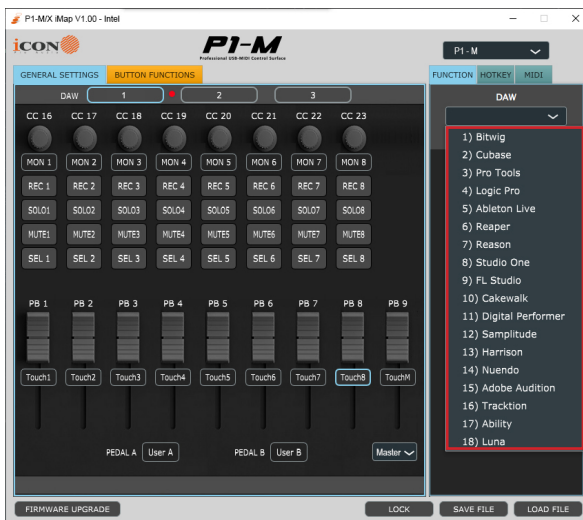 P1-M/X iMap V1.00 - Intel
iCON
P1-M
Professional USB-MIDI Control Surface
P1 - M
GENERAL SETTINGS BUTTON FUNCTIONS
FUNCTION HOTKEY MIDI
DAW 1 2 3
DAW
CC 16 CC 17 CC 18 CC 19 CC 20 CC 21 CC 22 CC 23
MON 1 MON 2 MON 3 MON 4 MON 5 MON 6 MON 7 MON 8
REC 1 REC 2 REC 3 REC 4 REC 5 REC 6 REC 7 REC 8
SOLO1 SOLO2 SOLO3 SOLO4 SOLO5 SOLO6 SOLO7 SOLO8
MUTE1 MUTE2 MUTE3 MUTE4 MUTE5 MUTE6 MUTE7 MUTE8
SEL 1 SEL 2 SEL 3 SEL 4 SEL 5 SEL 6 SEL 7 SEL 8
PB 1 PB 2 PB 3 PB 4 PB 5 PB 6 PB 7 PB 8 PB 9
Touch1 Touch2 Touch3 Touch4 Touch5 Touch6 Touch7 Touch8 TouchM
PEDAL A User A PEDAL B User B Master
1) Bitwig
2) Cubase
3) Pro Tools
4) Logic Pro
5) Ableton Live
6) Reaper
7) Reason
8) Studio One
9) FL Studio
10) Cakewalk
11) Digital Performer
12) Samplitude
13) Harrison
14) Nuendo
15) Adobe Audition
16) Tracktion
17) Ability
18) Luna
FIRMWARE UPGRADE LOCK SAVE FILE LOAD FILE